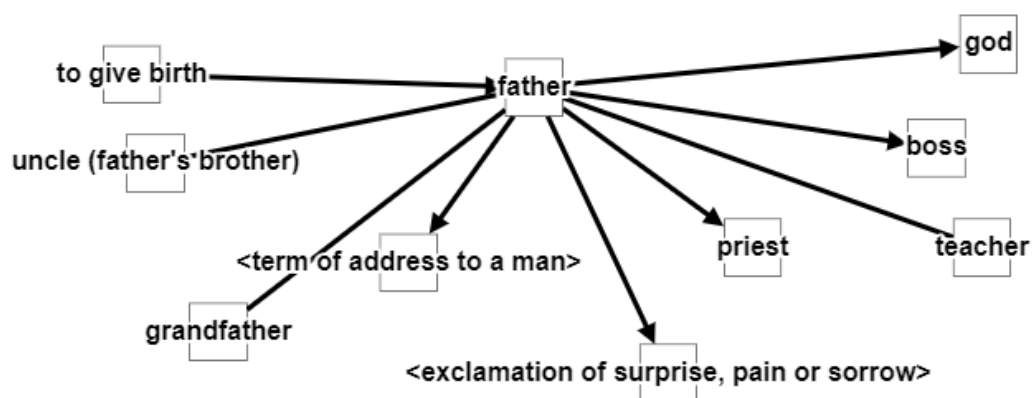 god
to give birth
father
boss
uncle (father's brother)
priest
teacher
<term of address to a man>
grandfather
<exclamation of surprise, pain or sorrow>